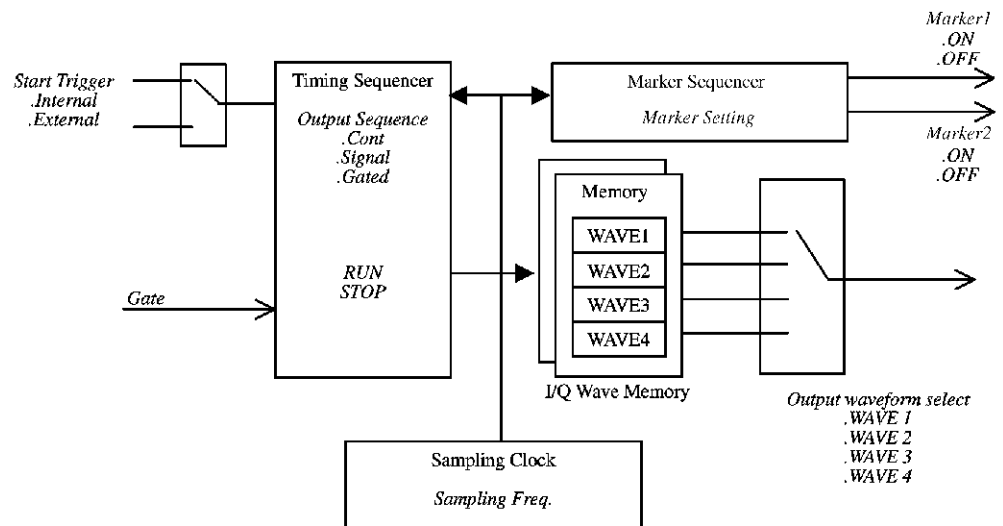 Start Trigger
.Internal
.External
Gate
Timing Sequencer
Output Sequence
.Cont
.Signal
.Gated
RUN
STOP
Marker Sequencer
Marker Setting
Marker1
.ON
.OFF
Marker2
.ON
.OFF
Memory
WAVE1
WAVE2
WAVE3
WAVE4
I/Q Wave Memory
Output waveform select
.WAVE 1
.WAVE 2
.WAVE 3
.WAVE 4
Sampling Clock
Sampling Freq.